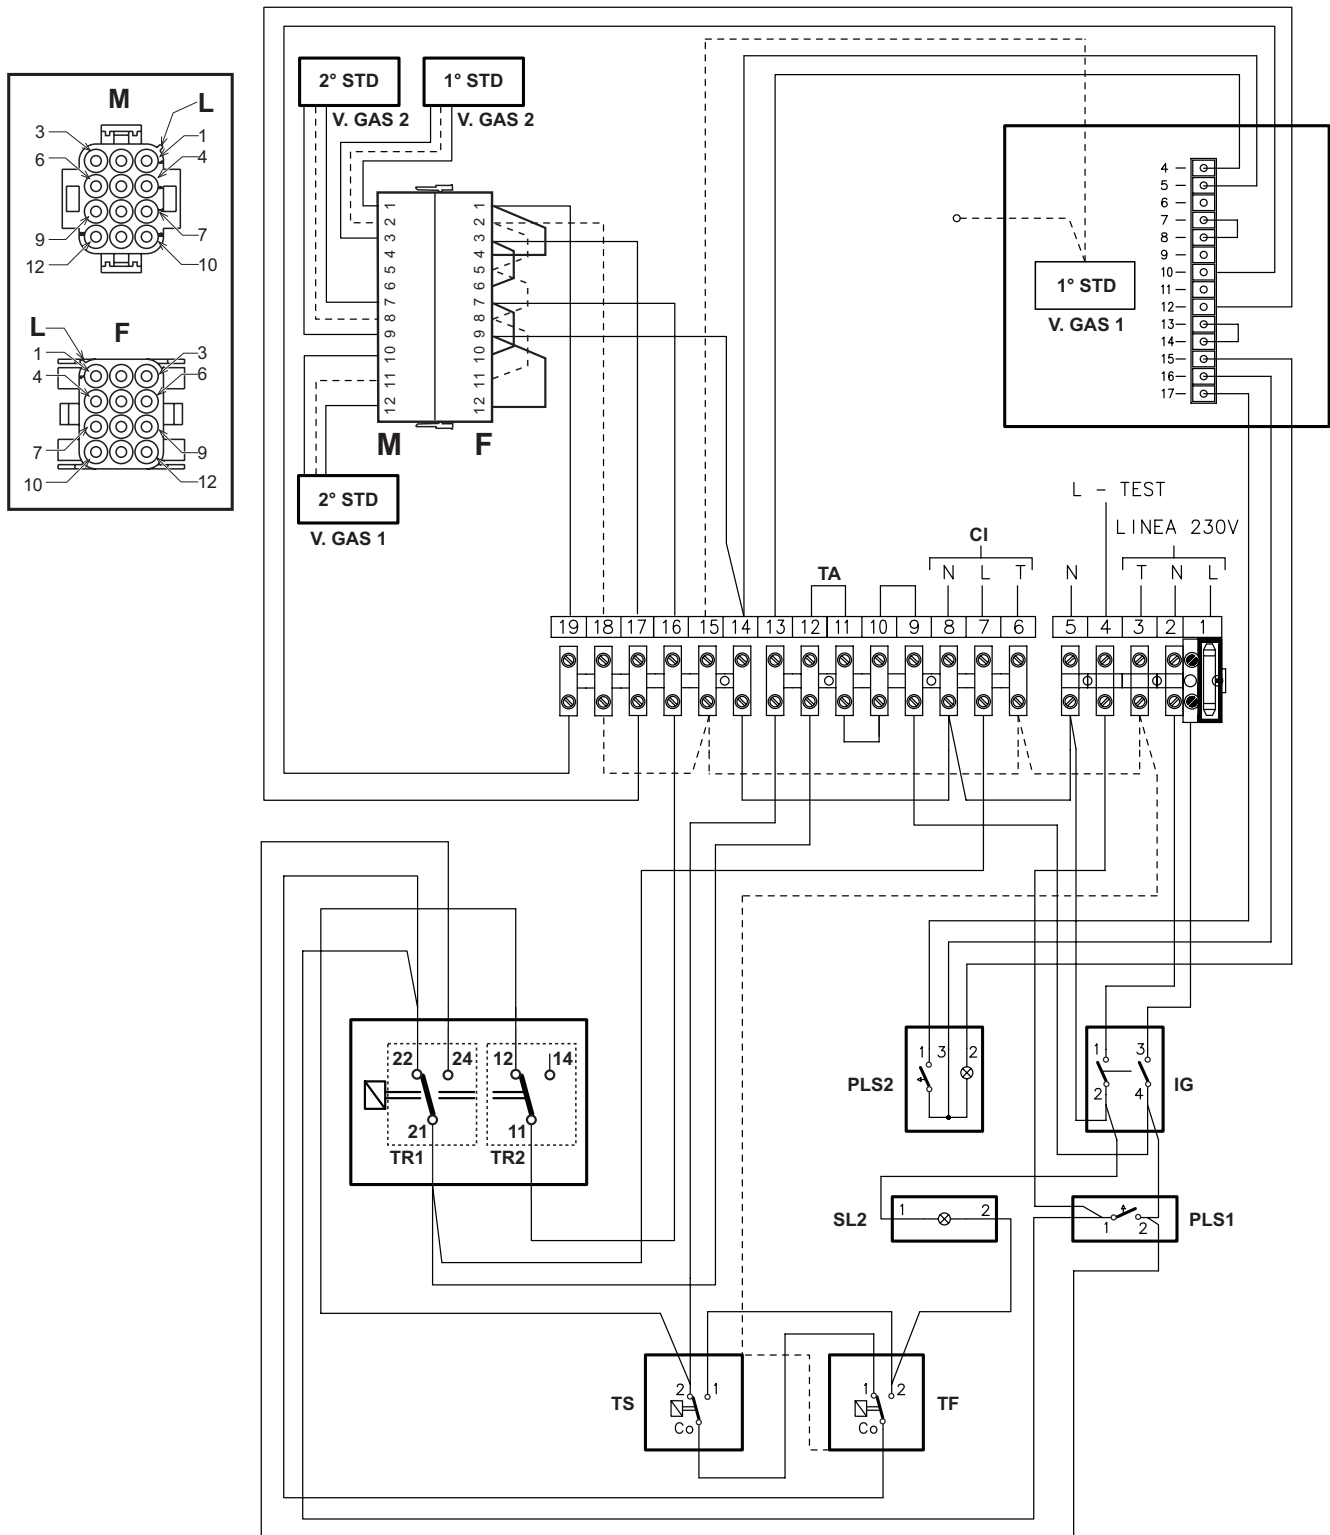 M
L
3
1
6
4
9
7
12
10
L
F
1
3
4
6
7
9
10
12
2° STD
V. GAS 2
1° STD
V. GAS 2
1
2
3
4
5
6
7
8
9
10
11
12
1
2
3
4
5
6
7
8
9
10
11
12
M
F
2° STD
V. GAS 1
4
5
6
7
8
9
10
11
12
13
14
15
16
17
1° STD
V. GAS 1
L - TEST
LINEA 230V
CI
TA
N L T N T N L
19 18 17 16 15 14 13 12 11 10 9 8 7 6 5 4 3 2 1
22 24 12 14
21 11
TR1 TR2
PLS2
1 3 2
1 3
2 4
IG
SL2
1 2
1 2
PLS1
TS
2 1
Co
1 2
Co
TF